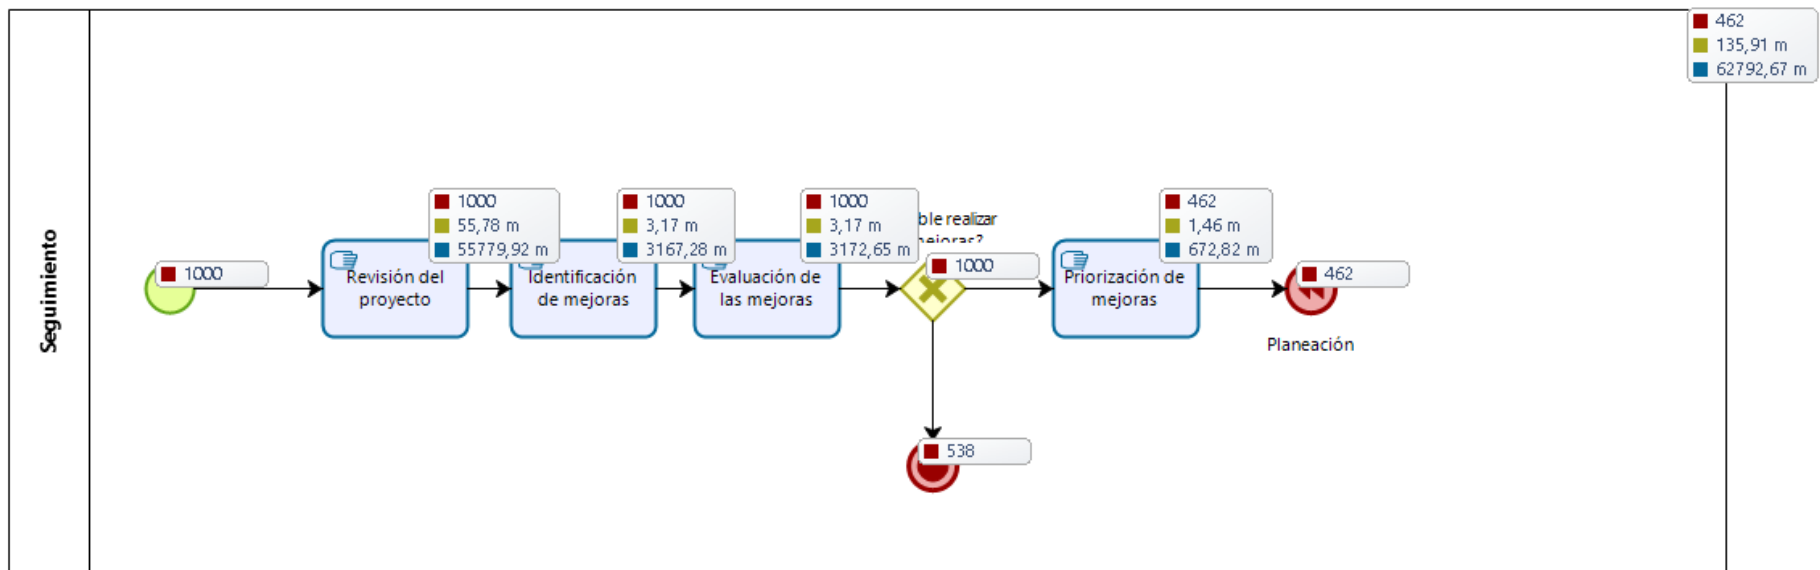 Seguimiento
1000
Revisión del
proyecto
1000
55,78 m
55779,92 m
Identificación
de mejoras
1000
3,17 m
3167,28 m
Evaluación de
las mejoras
1000
3,17 m
3172,65 m
realizar
1000
538
Priorización de
mejoras
462
1,46 m
672,82 m
462
Planeación
462
135,91 m
62792,67 m